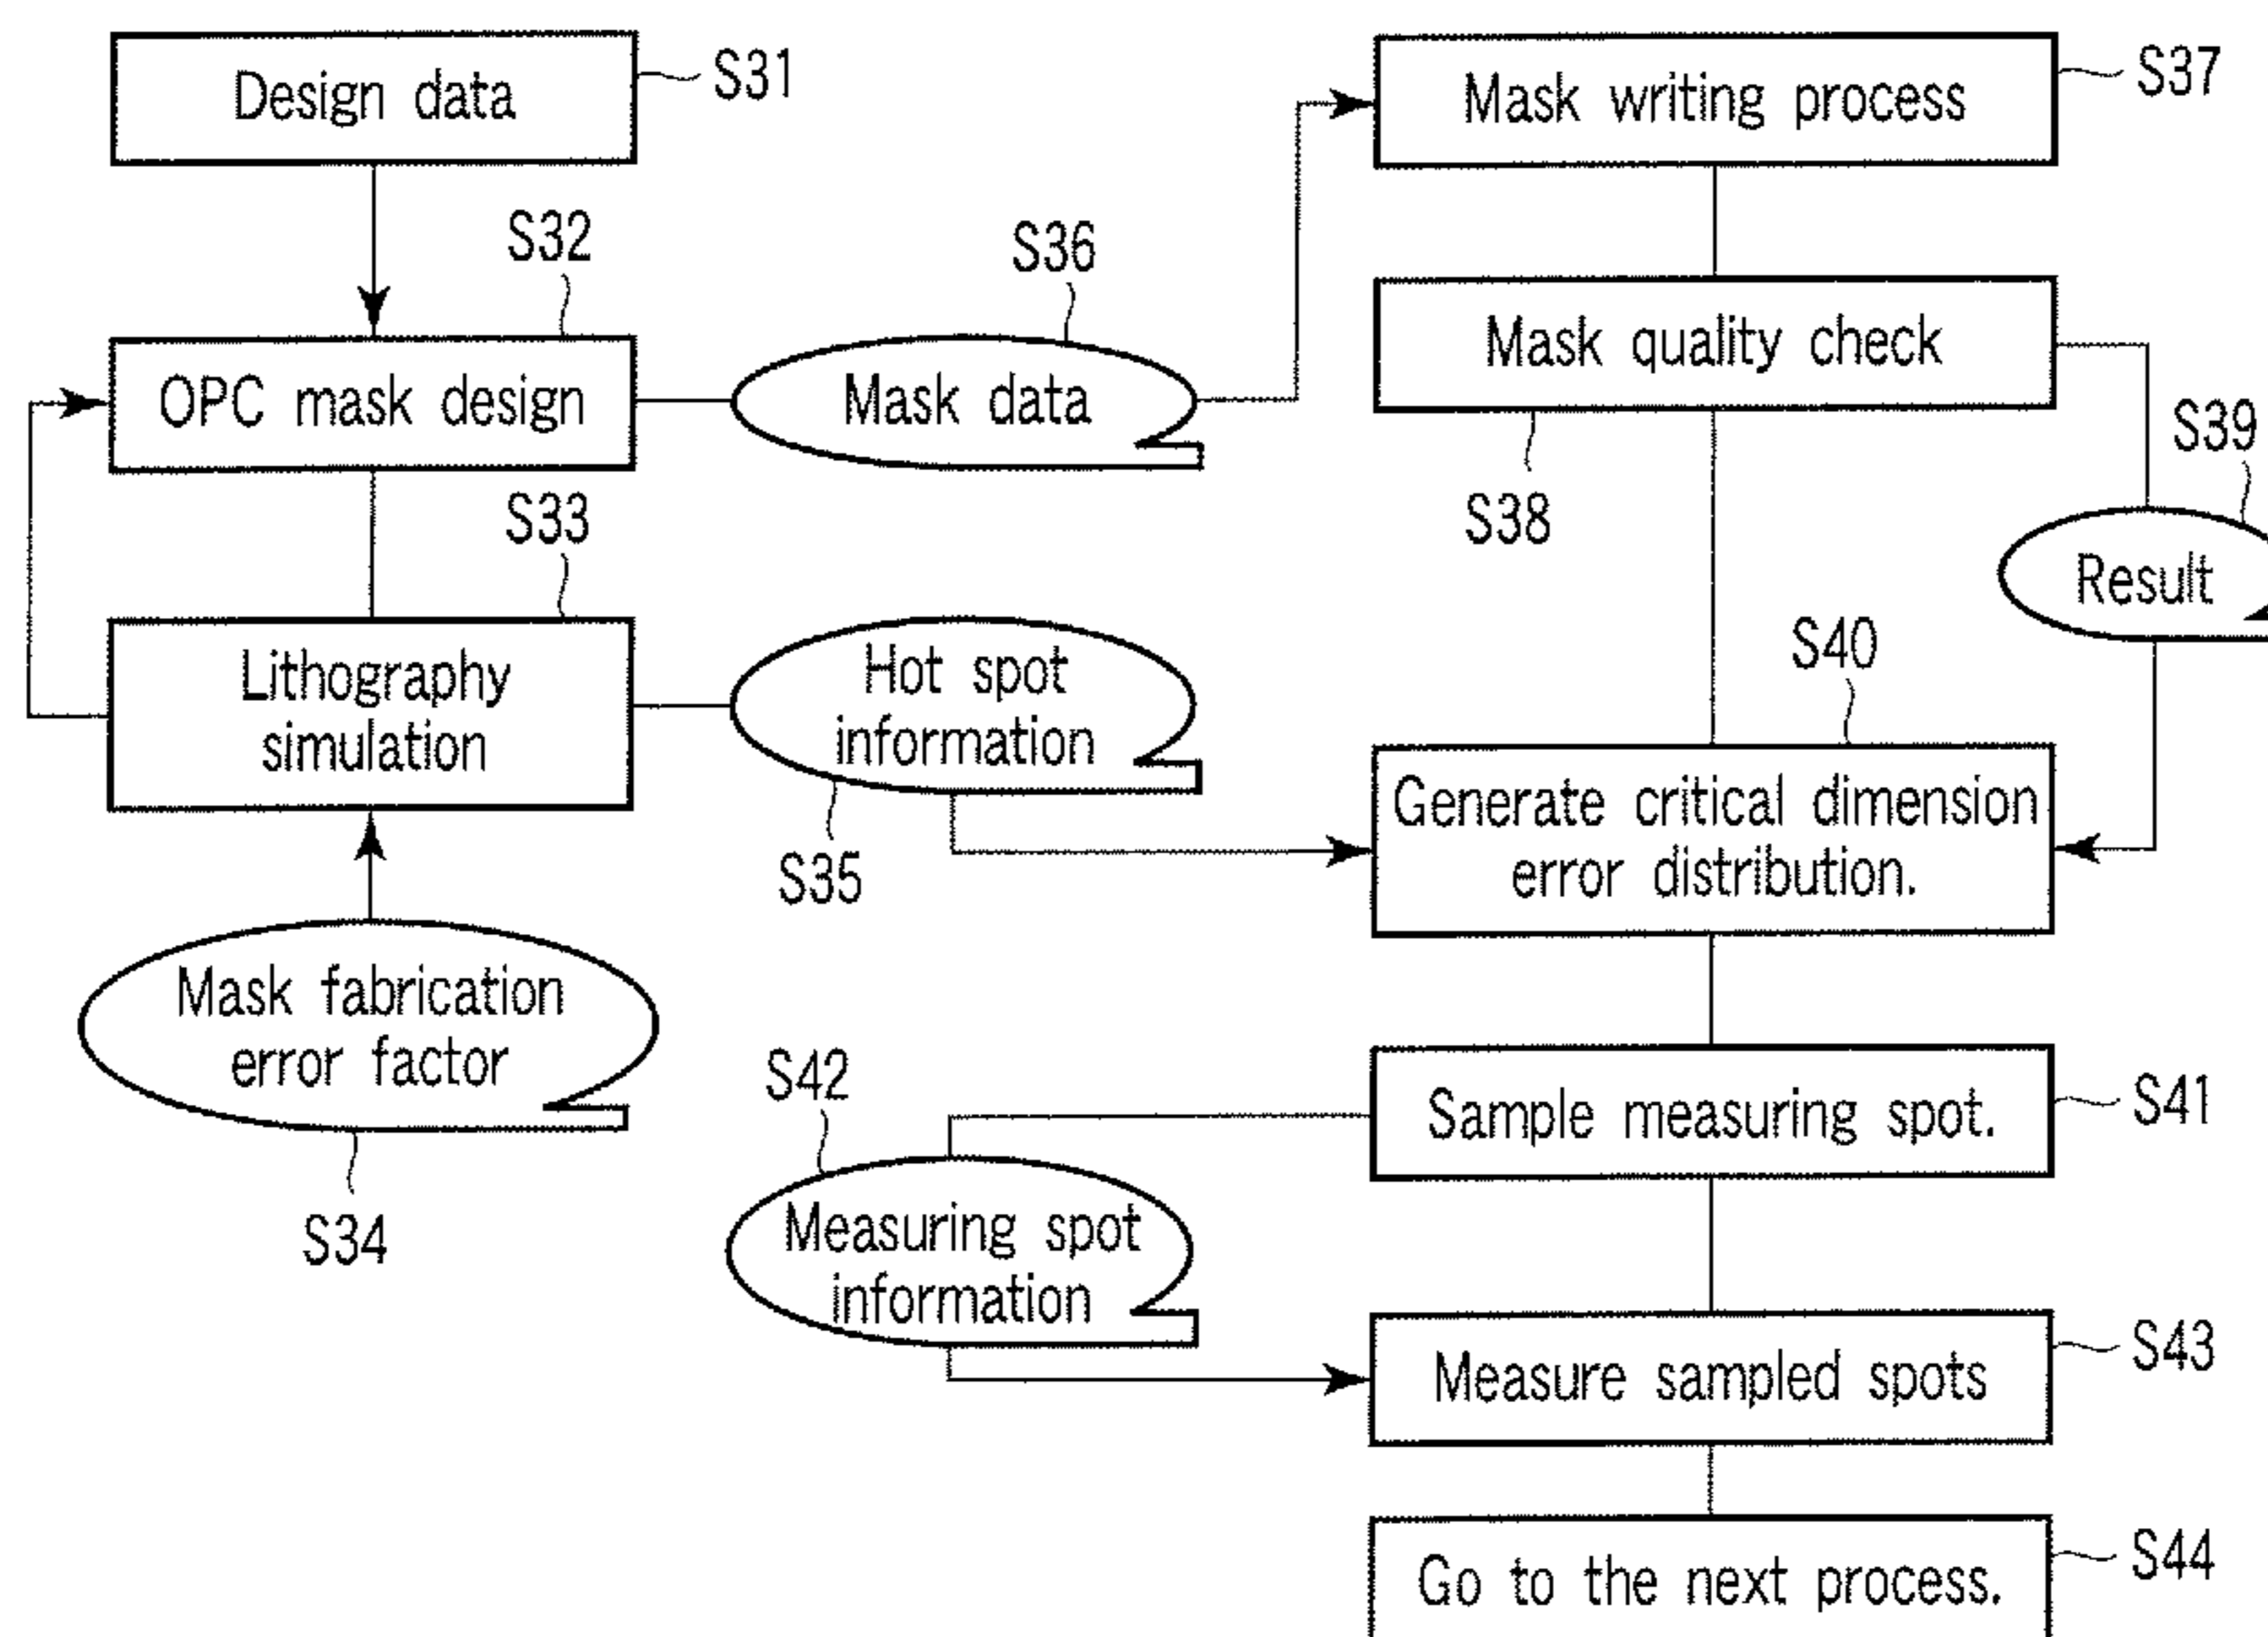 Design data
S31
S32
OPC mask design
S36
Mask data
S33
Lithography
simulation
Hot spot
information
S35
Mask fabrication
error factor
S34
Mask writing process
S37
Mask quality check
S38
S39
Result
S40
Generate critical dimension
error distribution.
Sample measuring spot.
S41
S42
Measuring spot
information
Measure sampled spots
S43
Go to the next process.
S44